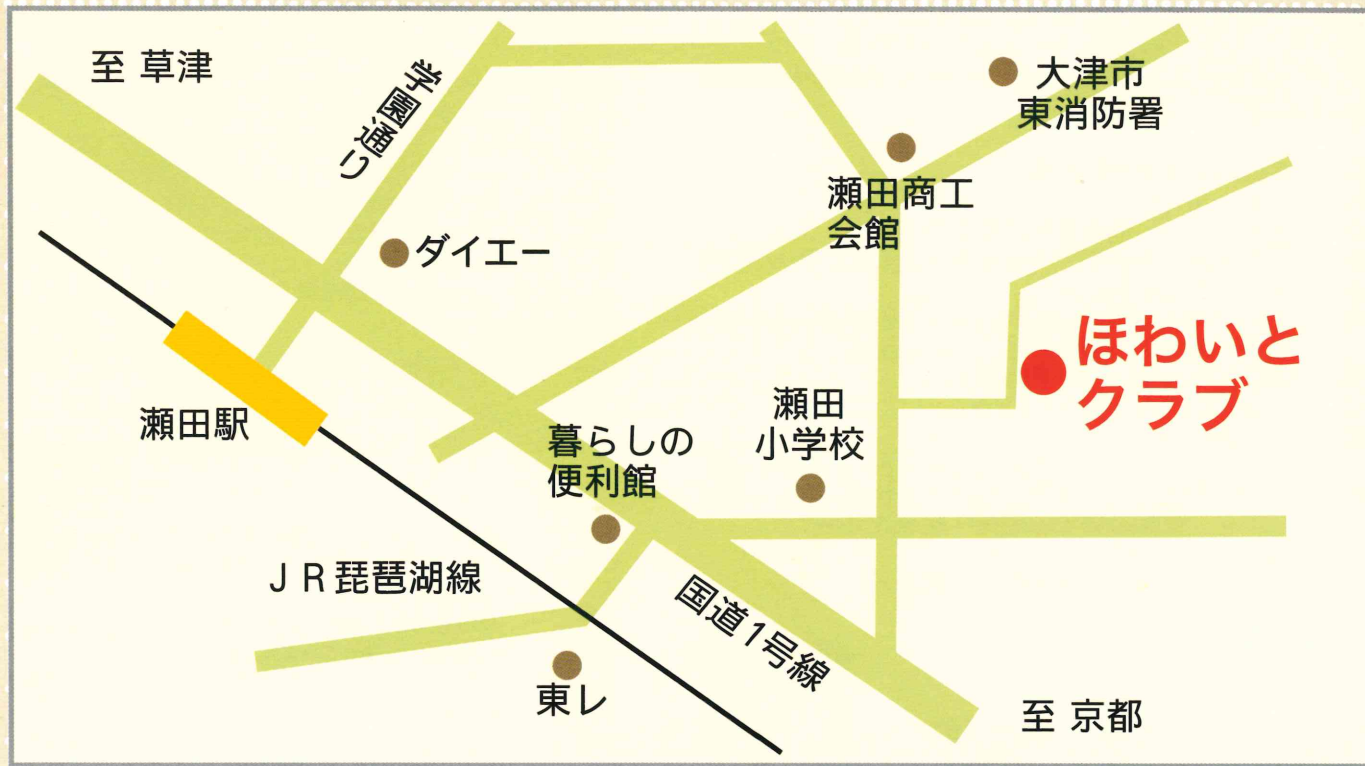 至 草津
学園通り
大津市
東消防署
瀬田商工
会館
ダイエー
ほわいと
クラブ
瀬田駅
瀬田
小学校
暮らしの
便利館
JR琵琶湖線
国道1号線
東レ
至 京都